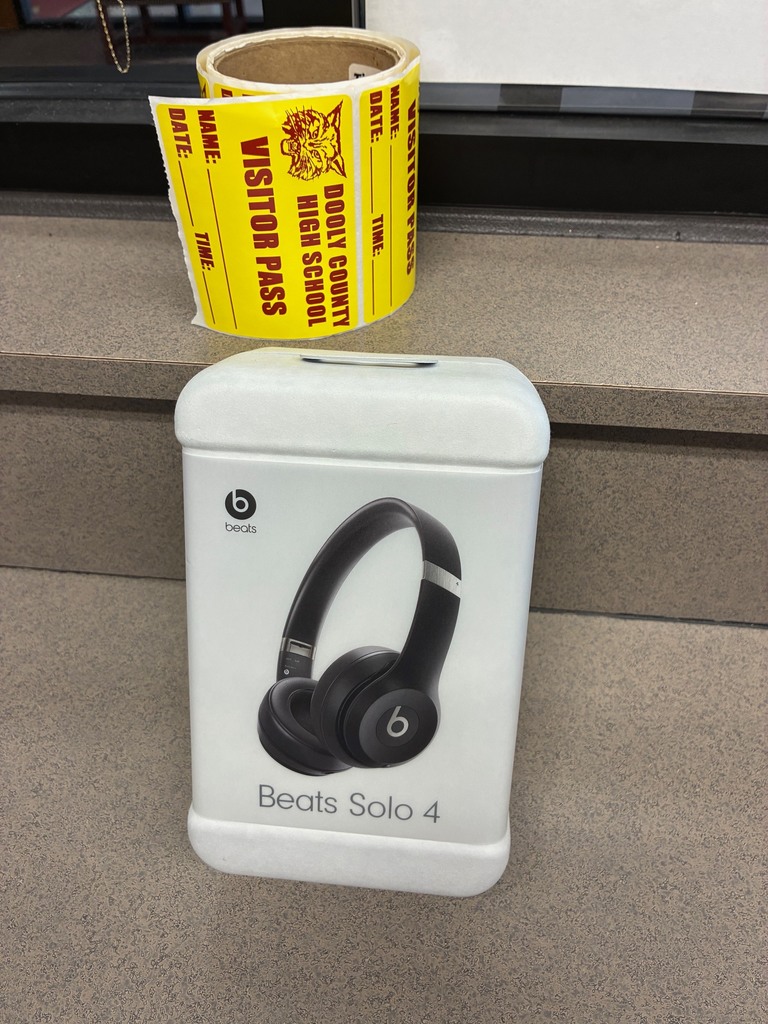 DOOLY COUNTY
HIGH SCHOOL
VISITOR PASS
NAME:
TIME:
DATE:
VISITOR PASS
NAME:
DATE:
TIME:
b
beats
b
Beats Solo 4